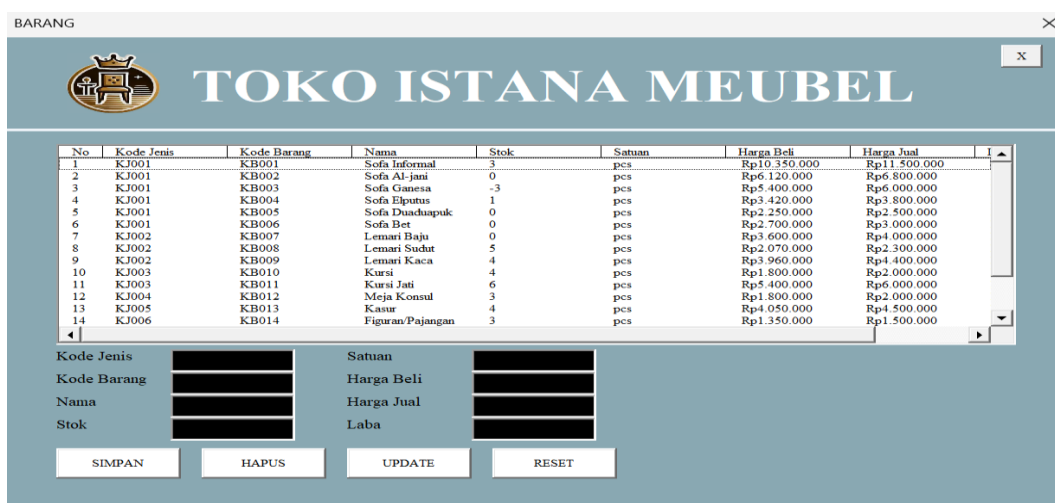 BARANG
X
TOKO ISTANA MEUBEL
No Kode Jenis Kode Barang Nama Stok Satuan Harga Beli Harga Jual
1 KJ001 KB001 Sofa Informal 3 pcs Rp10.350.000 Rp11.500.000
2 KJ001 KB002 Sofa Al-jani 0 pcs Rp6.120.000 Rp6.800.000
3 KJ001 KB003 Sofa Ganesa -3 pcs Rp5.400.000 Rp6.000.000
4 KJ001 KB004 Sofa Elputus 1 pcs Rp3.420.000 Rp3.800.000
5 KJ001 KB005 Sofa Duaduapuk 0 pcs Rp2.250.000 Rp2.500.000
6 KJ001 KB006 Sofa Bet 0 pcs Rp2.700.000 Rp3.000.000
7 KJ002 KB007 Lemari Baju 0 pcs Rp3.600.000 Rp4.000.000
8 KJ002 KB008 Lemari Sudut 5 pcs Rp2.070.000 Rp2.300.000
9 KJ002 KB009 Lemari Kaca 4 pcs Rp3.960.000 Rp4.400.000
10 KJ003 KB010 Kursi 4 pcs Rp1.800.000 Rp2.000.000
11 KJ003 KB011 Kursi Jati 6 pcs Rp5.400.000 Rp6.000.000
12 KJ004 KB012 Meja Konsul 3 pcs Rp1.800.000 Rp2.000.000
13 KJ005 KB013 Kasur 4 pcs Rp4.050.000 Rp4.500.000
14 KJ006 KB014 Figuran/Pajangan 3 pcs Rp1.350.000 Rp1.500.000
Kode Jenis Satuan
Kode Barang Harga Beli
Nama Harga Jual
Stok Laba
SIMPAN HAPUS UPDATE RESET